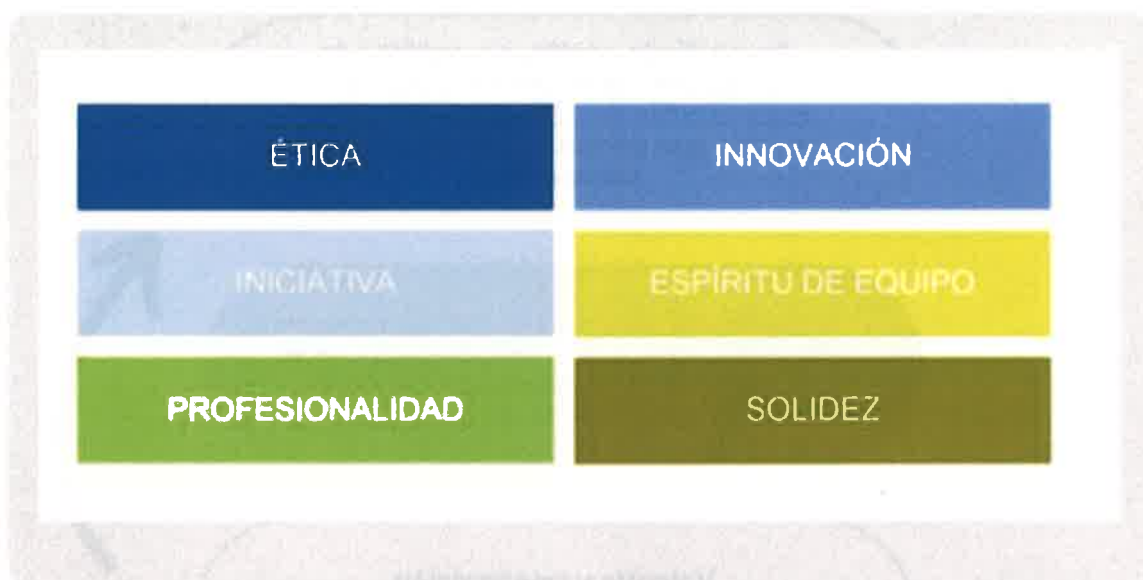 ÉTICA
INNOVACIÓN
INICIATIVA
ESPÍRITU DE EQUIPO
PROFESIONALIDAD
SOLIDEZ